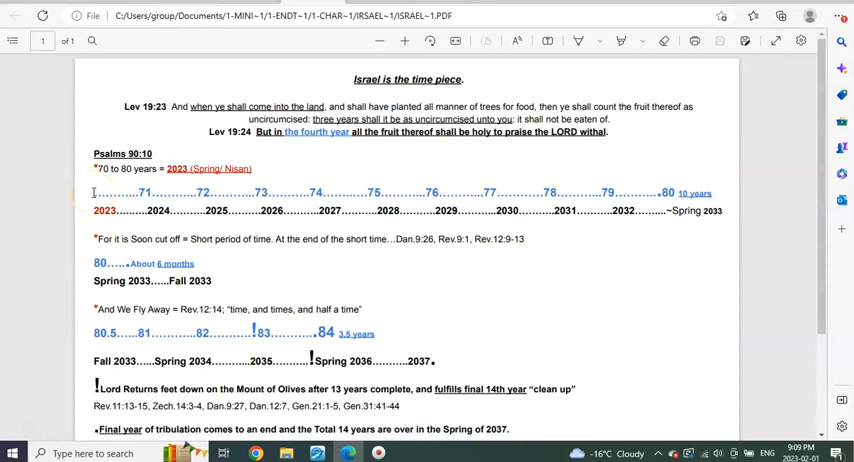 File | C:/Users/group/Documents/1-MINI~1/1-ENDT~1/1-CHAR~1/IRSAEL~1/ISRAEL~1.PDF
1 of 1
Israel is the time piece.
Lev 19:23 And when ye shall come into the land, and shall have planted all manner of trees for food, then ye shall count the fruit thereof as
uncircumcised: three years shall it be as uncircumcised unto you: it shall not be eaten of.
Lev 19:24 But in the fourth year all the fruit thereof shall be holy to praise the LORD withal.
Psalms 90:10
*70 to 80 years = 2023 (Spring/ Nisan)
...........71...........72...........73...........74...........75...........76...........77...........78...........79...........80 10 years
2023.......2024..........2025..........2026..........2027..........2028..........2029..........2030..........2031..........2032.......~Spring 2033
*For it is Soon cut off = Short period of time. At the end of the short time…Dan.9:26, Rev.9:1, Rev.12:9-13
80…...About 6 months
Spring 2033…..Fall 2033
*And We Fly Away = Rev.12:14; “time, and times, and half a time”
80.5…...81...........82..........!83...........84 3.5 years
Fall 2033…...Spring 2034............2035..........!Spring 2036..........2037.
!Lord Returns feet down on the Mount of Olives after 13 years complete, and fulfills final 14th year “clean up”
Rev.11:13-15, Zech.14:3-4, Dan.9:27, Dan.12:7, Gen.21:1-5, Gen.31:41-44
.Final year of tribulation comes to an end and the Total 14 years are over in the Spring of 2037.
Type here to search
-16°C Cloudy
ENG
9:09 PM
2023-02-01